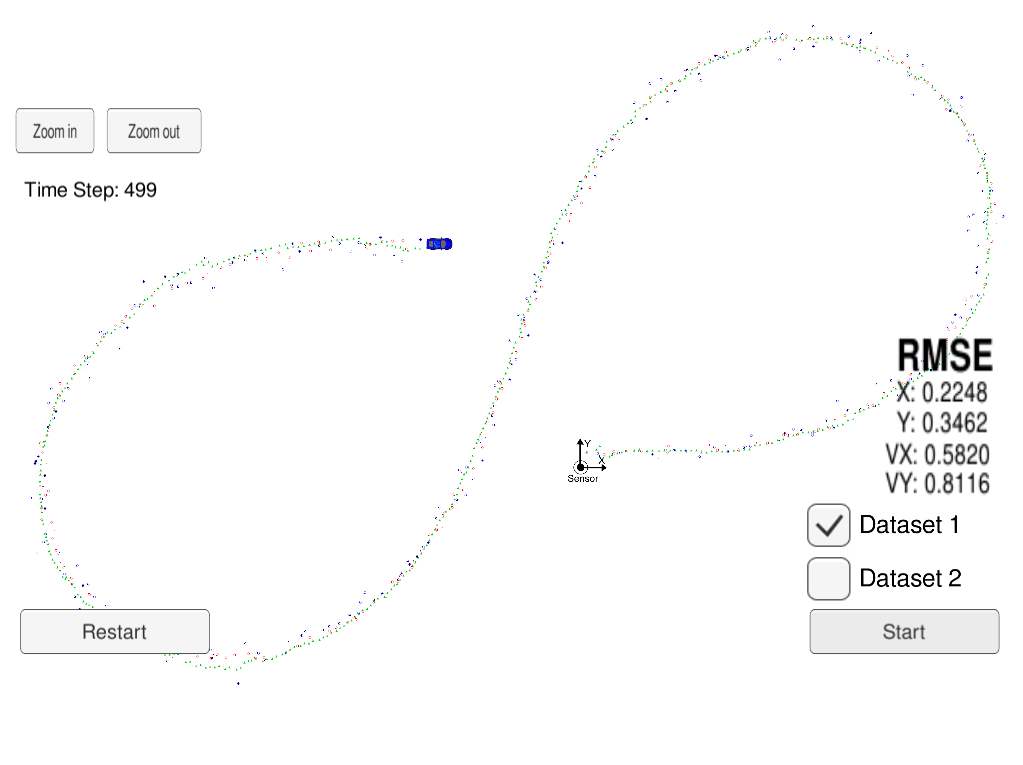 Zoom in
Zoom out
Time Step: 499
RMSE
X: 0.2248
Y: 0.3462
VX: 0.5820
VY: 0.8116
Y
X
Sensor
Dataset 1
Dataset 2
Restart
Start